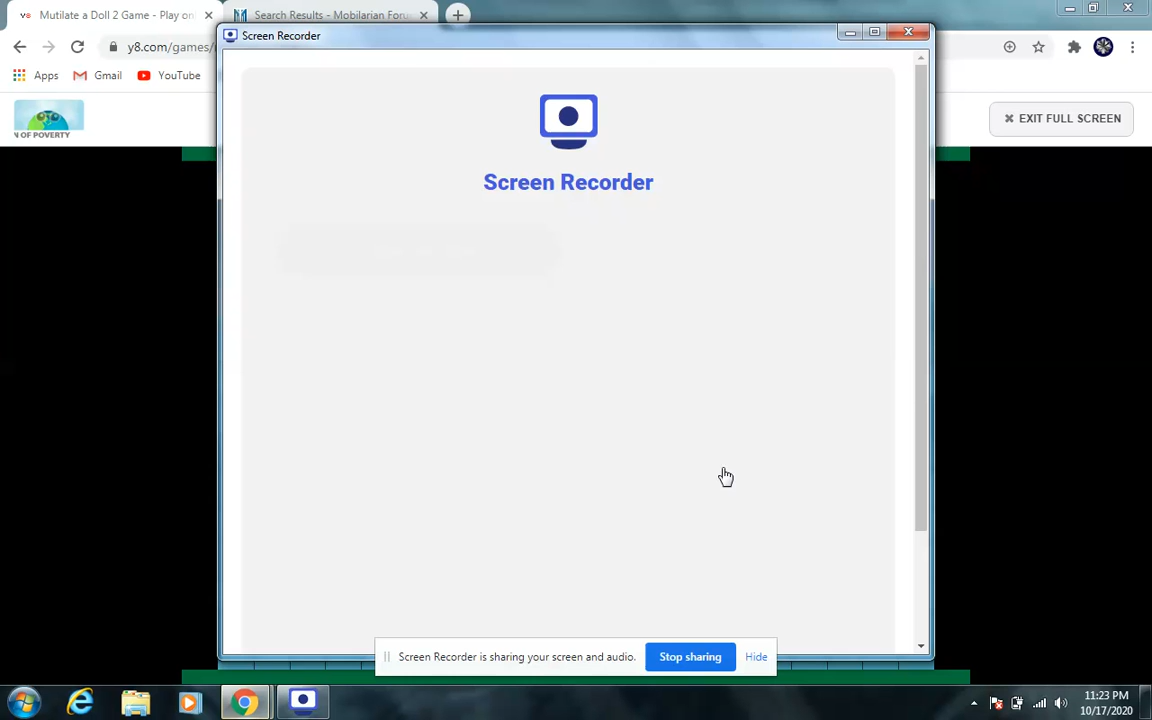 Y8 Mutilate a Doll 2 Game - Play on
Search Results - Mobilarian Foru
Screen Recorder
y8.com/games/
Apps
Gmail
YouTube
N OF POVERTY
✖ EXIT FULL SCREEN
Screen Recorder
Screen Recorder is sharing your screen and audio.
Stop sharing
Hide
11:23 PM
10/17/2020